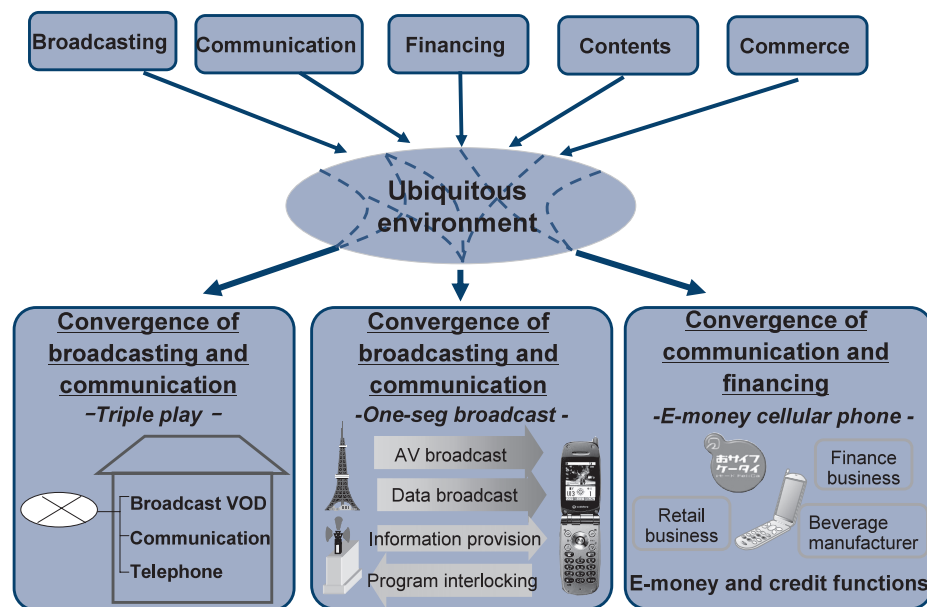 Broadcasting
Communication
Financing
Contents
Commerce
Ubiquitous
environment
Convergence of
broadcasting and
communication
−Triple play −
Broadcast VOD
Communication
Telephone
Convergence of
broadcasting and
communication
-One-seg broadcast -
AV broadcast
Data broadcast
Information provision
Program interlocking
Convergence of
communication and
financing
-E-money cellular phone -
おサイフ
ケータイ
Finance
business
Retail
business
Beverage
manufacturer
E-money and credit functions